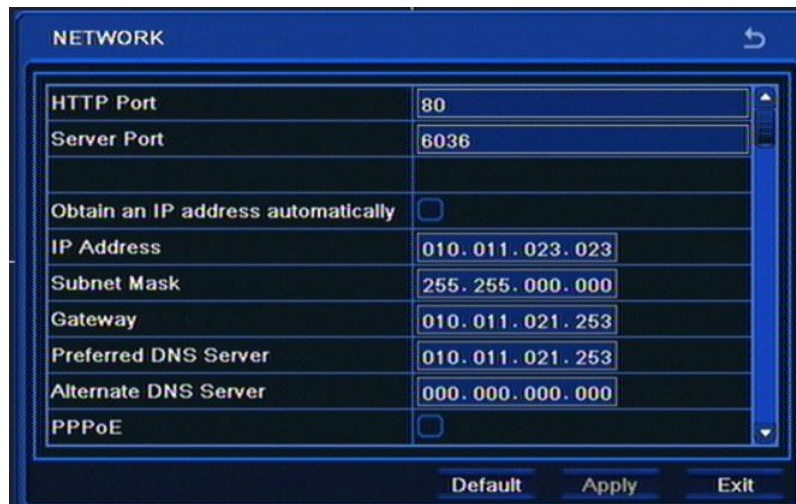 NETWORK
HTTP Port 80
Server Port 6036
Obtain an IP address automatically
IP Address 010.011.023.023
Subnet Mask 255.255.000.000
Gateway 010.011.021.253
Preferred DNS Server 010.011.021.253
Alternate DNS Server 000.000.000.000
PPPoE
Default Apply Exit